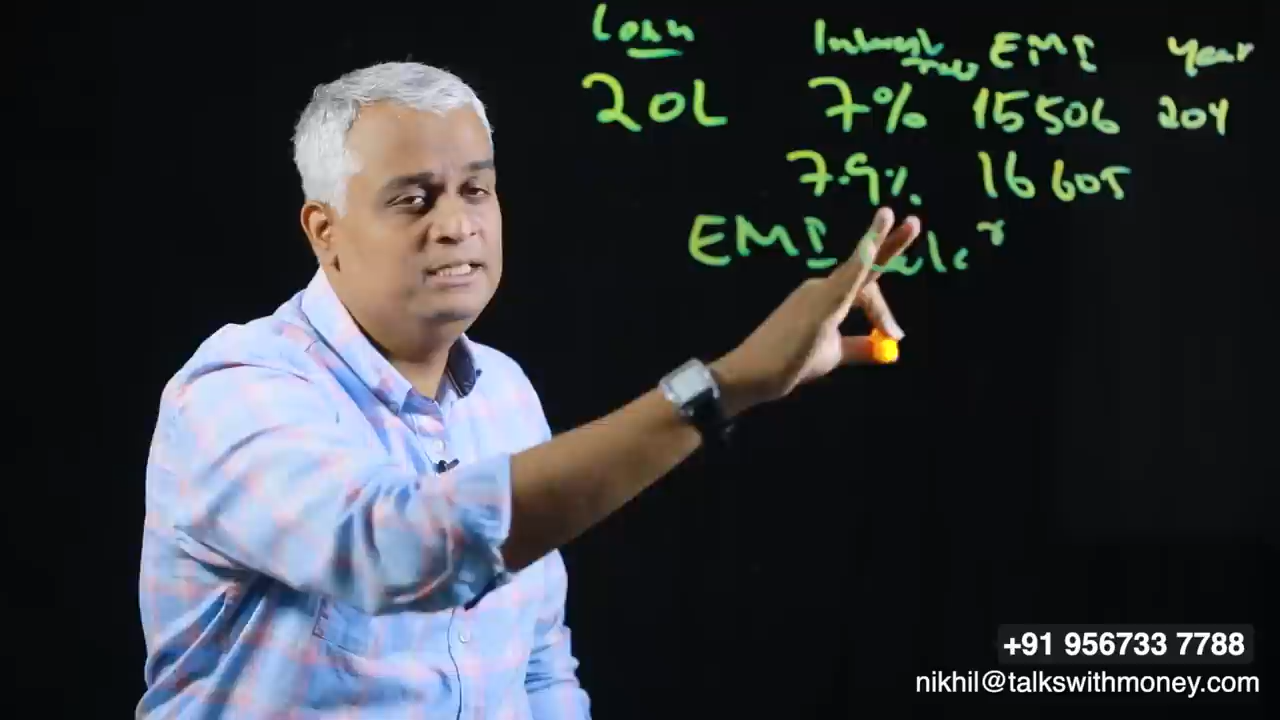 Loan Interest rate EMI Year
20L 7% 15506 20Y
7.9% 16605
EMI calcr
+91 956733 7788
nikhil@talkswithmoney.com